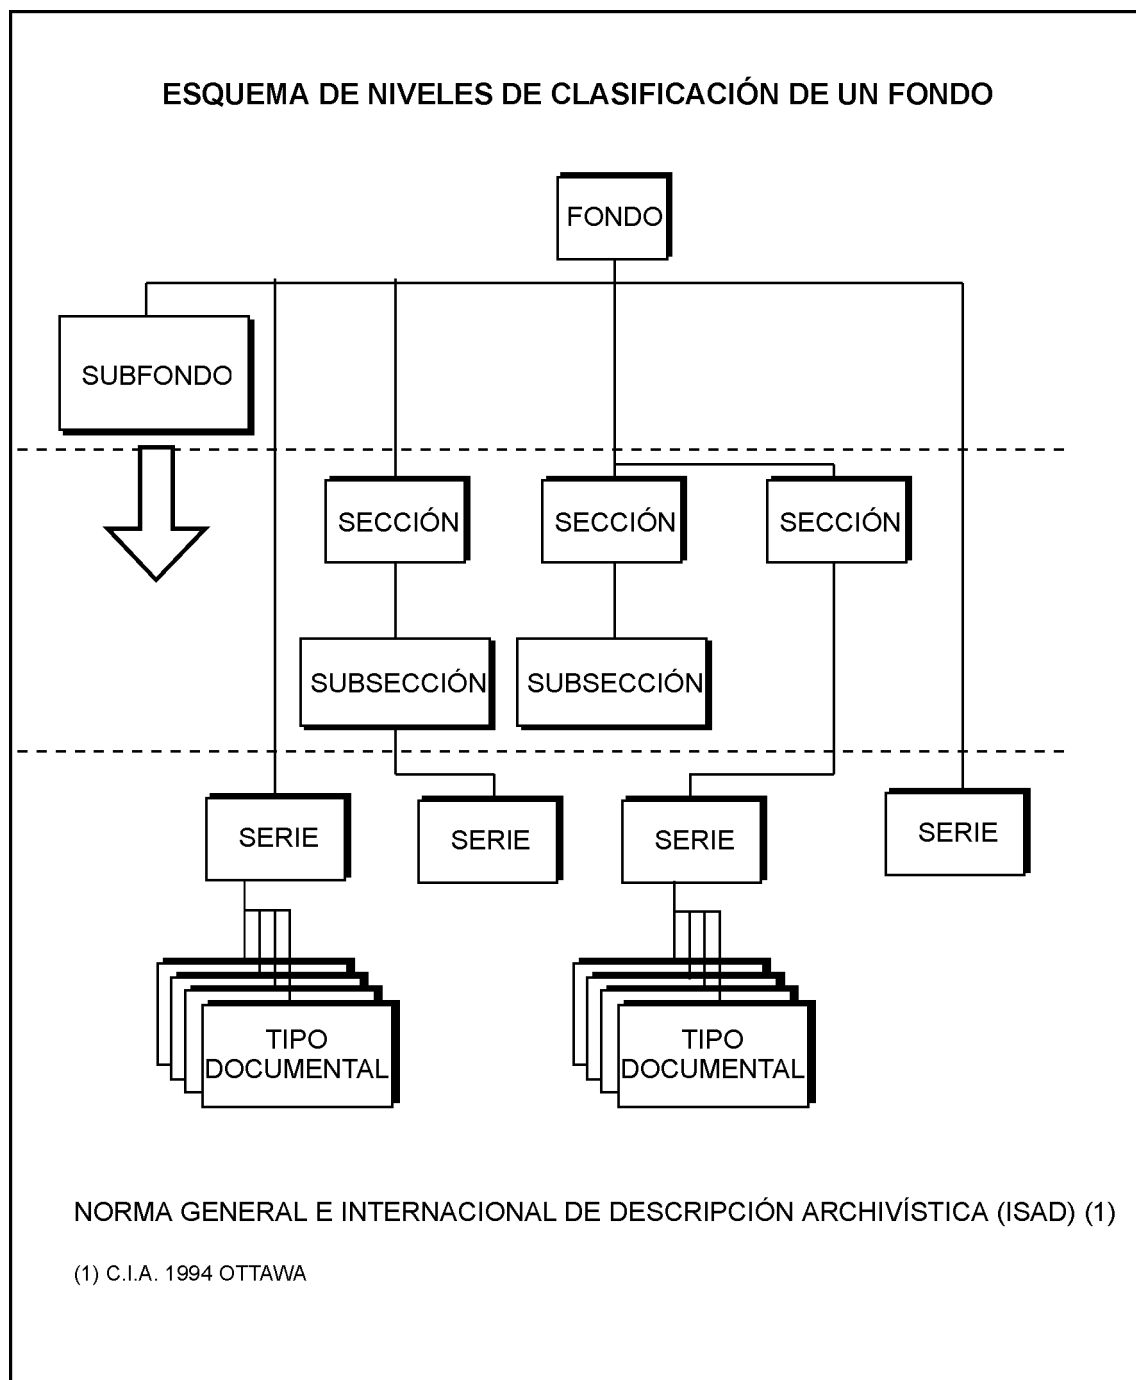 ESQUEMA DE NIVELES DE CLASIFICACIÓN DE UN FONDO
FONDO
SUBFONDO
SECCIÓN
SECCIÓN
SECCIÓN
SUBSECCIÓN
SUBSECCIÓN
SERIE
SERIE
SERIE
SERIE
TIPO
DOCUMENTAL
TIPO
DOCUMENTAL
NORMA GENERAL E INTERNACIONAL DE DESCRIPCIÓN ARCHIVÍSTICA (ISAD) (1)
(1) C.I.A. 1994 OTTAWA